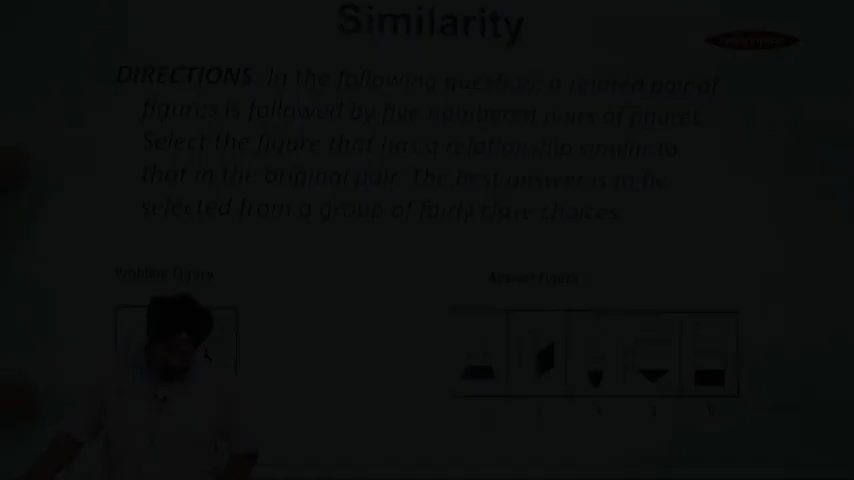 Similarity
DIRECTIONS: In the following question, a related pair of
figures is followed by five numbered pairs of figures.
Select the figure that has a relationship similar to
that in the original pair. The best answer is to be
selected from a group of fairly close choices.
Problem Figure
Answer Figure